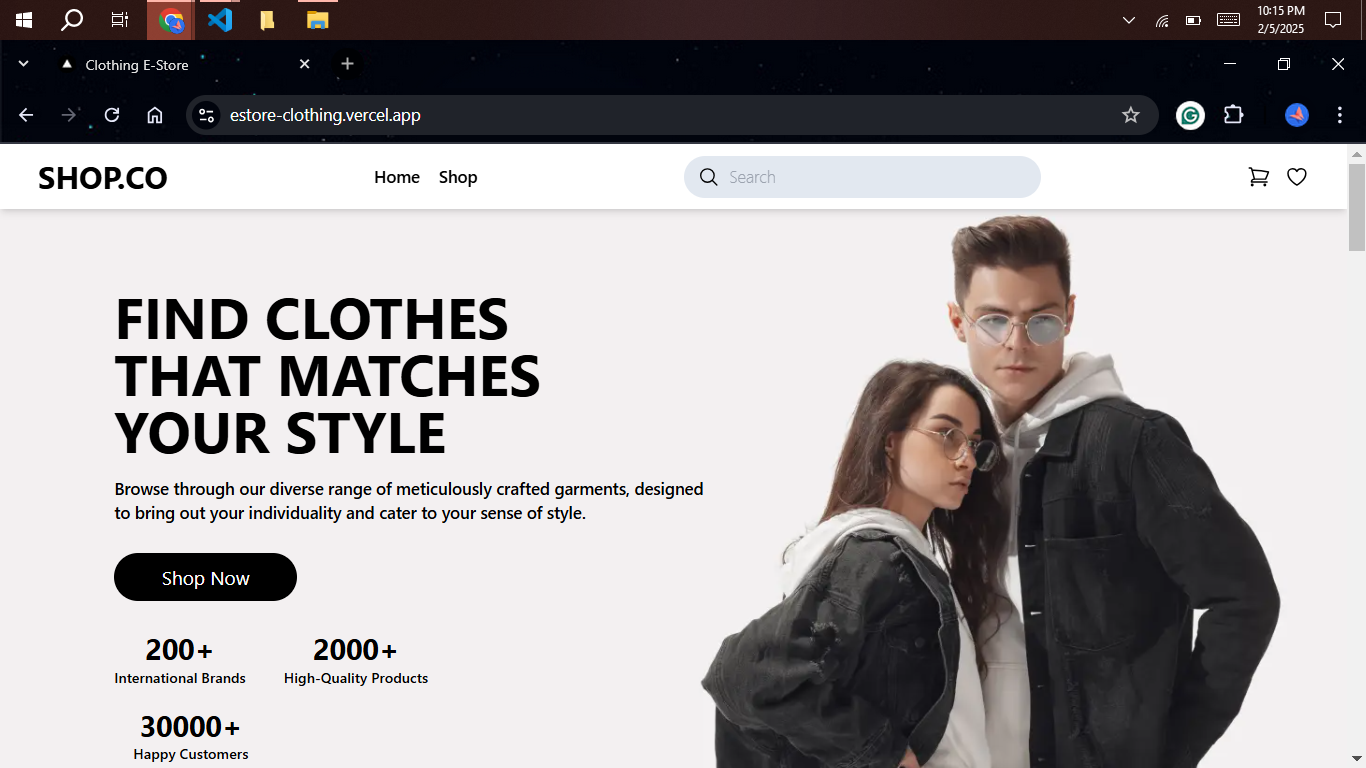 10:15 PM
2/5/2025
Clothing E-Store
estore-clothing.vercel.app
SHOP.CO
Home
Shop
Search
FIND CLOTHES
THAT MATCHES
YOUR STYLE
Browse through our diverse range of meticulously crafted garments, designed
to bring out your individuality and cater to your sense of style.
Shop Now
200+
International Brands
2000+
High-Quality Products
30000+
Happy Customers